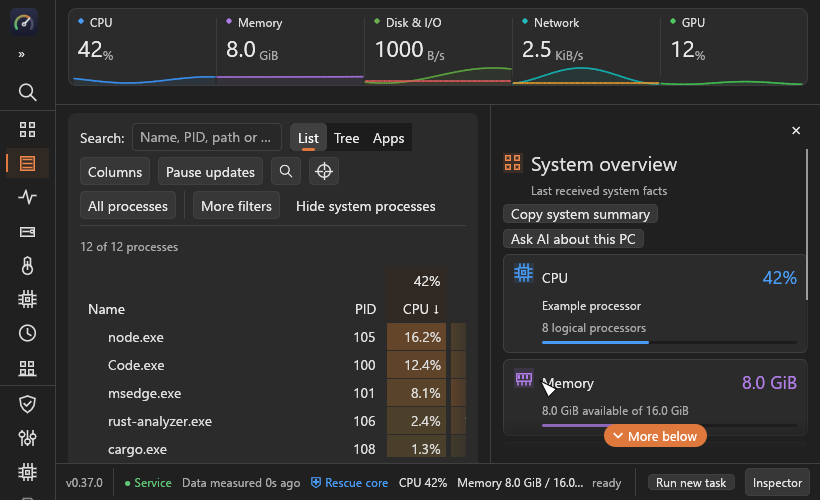 CPU
42%
Memory
8.0 GiB
Disk & I/O
1000 B/s
Network
2.5 KiB/s
GPU
12%
»
Search:
Name, PID, path or ...
List
Tree
Apps
Columns
Pause updates
All processes
More filters
Hide system processes
12 of 12 processes
42%
Name
PID
CPU ↓
node.exe 105 16.2%
Code.exe 100 12.4%
msedge.exe 101 8.1%
rust-analyzer.exe 106 2.4%
cargo.exe 108 1.3%
×
System overview
Last received system facts
Copy system summary
Ask AI about this PC
CPU 42%
Example processor
8 logical processors
Memory 8.0 GiB
8.0 GiB available of 16.0 GiB
More below
v0.37.0
Service
Data measured 0s ago
Rescue core
CPU 42%
Memory 8.0 GiB / 16.0...
ready
Run new task
Inspector